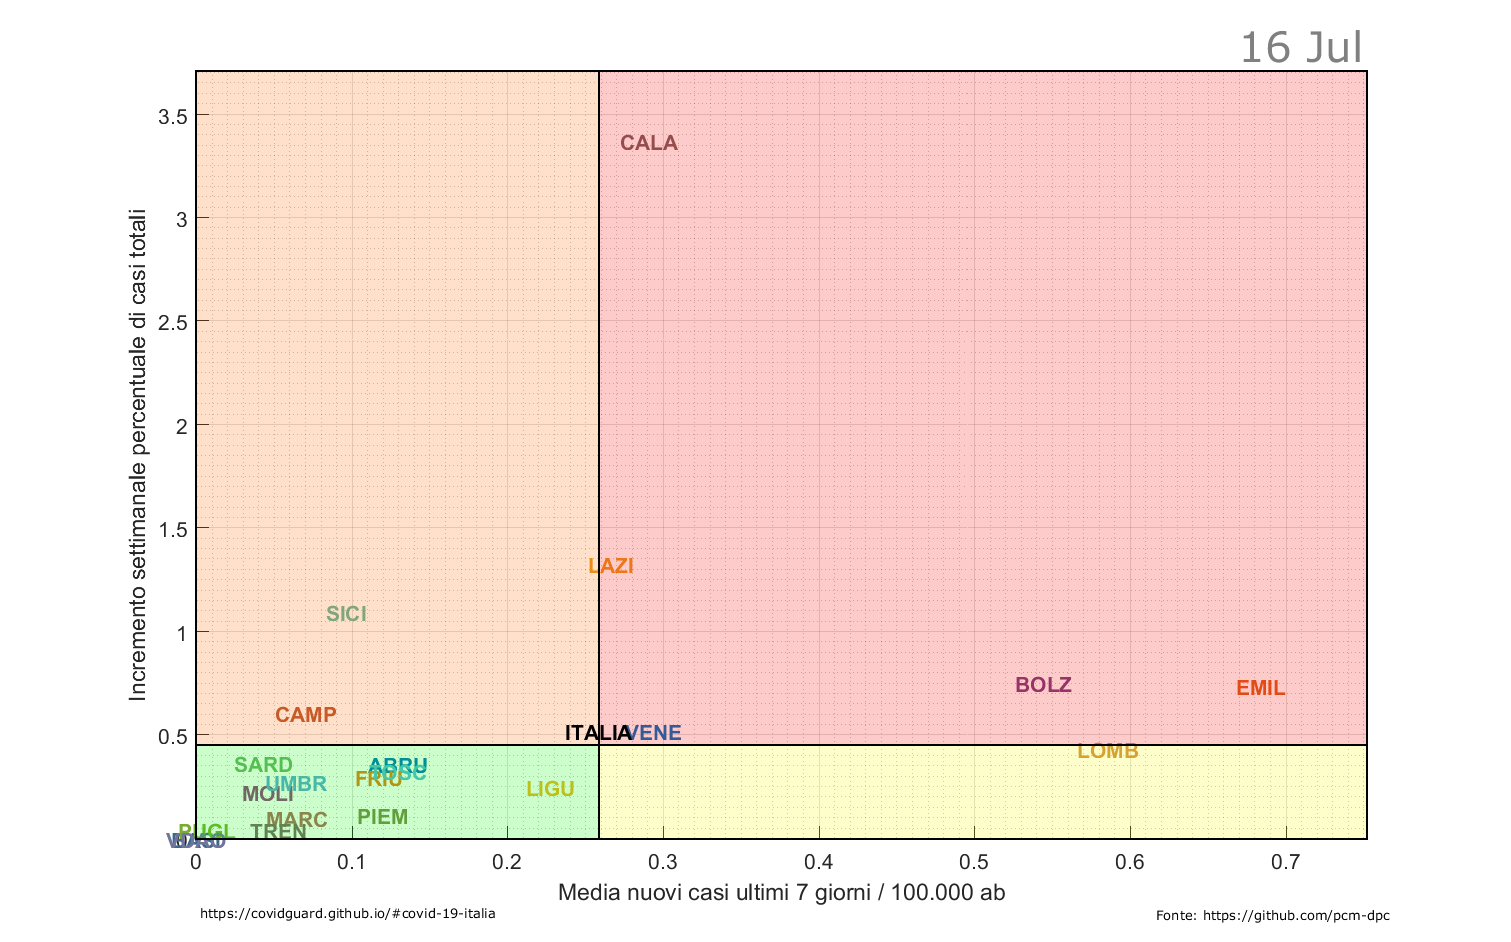 16 Jul
Incremento settimanale percentuale di casi totali
3.5
3
2.5
2
1.5
1
0.5
0
CALA
LAZI
SICI
BOLZ
EMIL
CAMP
ITALIA
VENE
LOMB
SARD
ABRU
TOSC
FRIU
UMBR
LIGU
MOLI
PIEM
MARC
PUGL
TREN
0 0.1 0.2 0.3 0.4 0.5 0.6 0.7
Media nuovi casi ultimi 7 giorni / 100.000 ab
https://covidguard.github.io/#covid-19-italia
Fonte: https://github.com/pcm-dpc